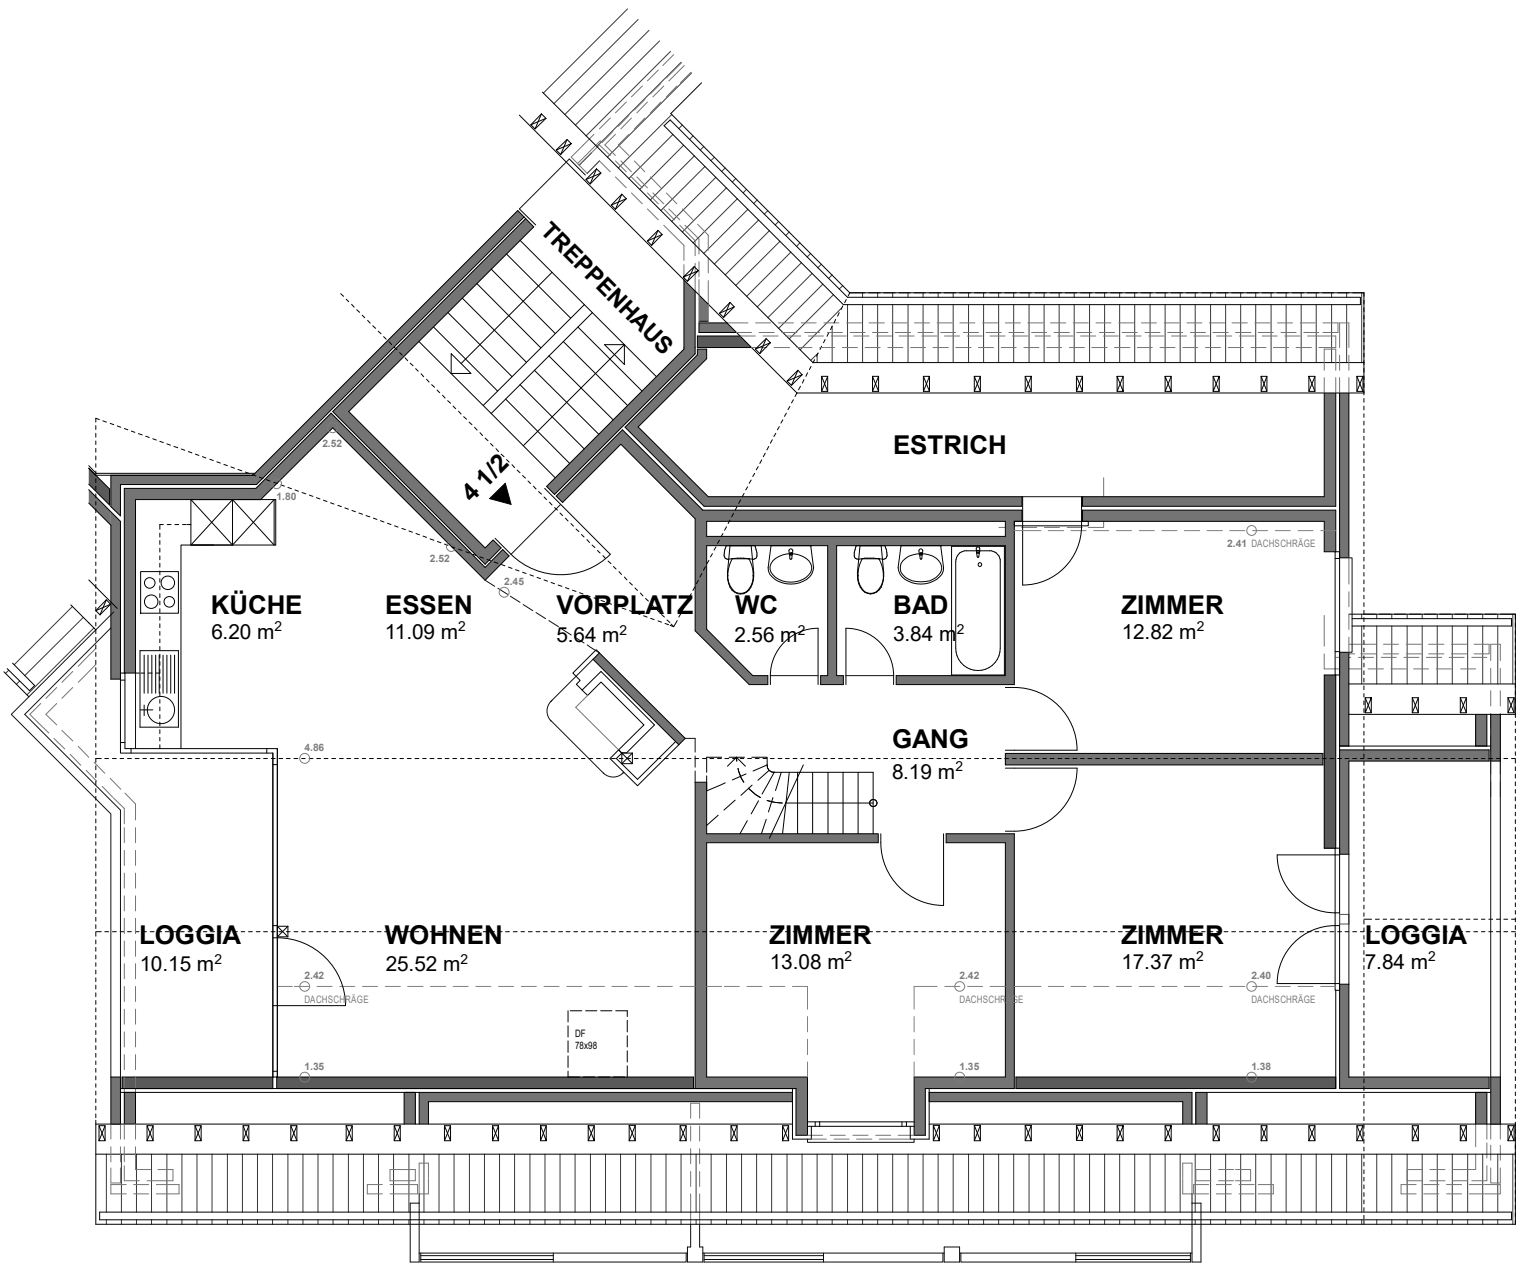 TREPPENHAUS
4 1/2
ESTRICH
2.52
1.80
2.52
2.45
2.41 DACHSCHRÄGE
KÜCHE
6.20 m²
ESSEN
11.09 m²
VORPLATZ
5.64 m²
WC
2.56 m²
BAD
3.84 m²
ZIMMER
12.82 m²
4.86
GANG
8.19 m²
LOGGIA
10.15 m²
WOHNEN
25.52 m²
ZIMMER
13.08 m²
ZIMMER
17.37 m²
LOGGIA
7.84 m²
2.42
DACHSCHRÄGE
2.42
DACHSCHRÄGE
2.40
DACHSCHRÄGE
DF
78x98
1.35
1.35
1.38